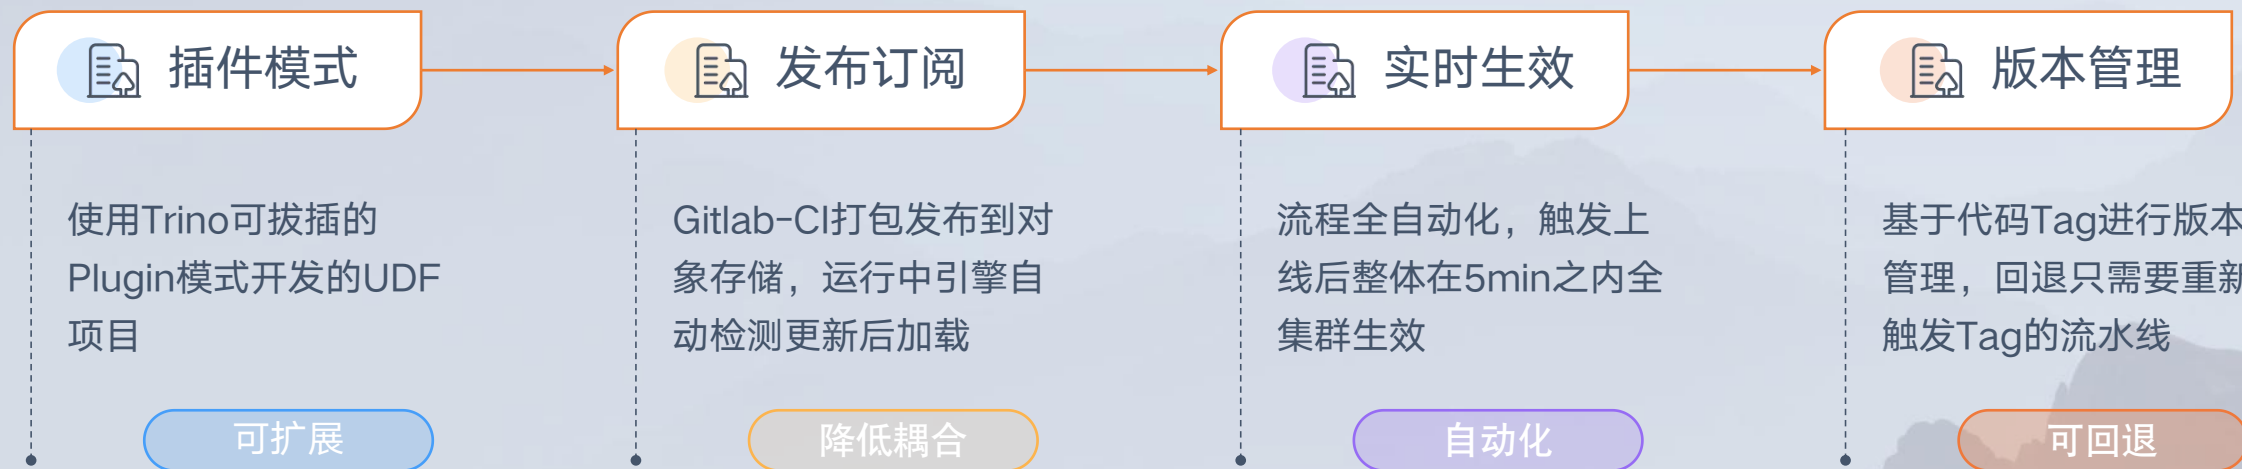 插件模式
发布订阅
实时生效
版本管理
使用Trino可拔插的
Plugin模式开发的UDF
项目
Gitlab-CI打包发布到对
象存储，运行中引擎自
动检测更新后加载
流程全自动化，触发上
线后整体在5min之内全
集群生效
基于代码Tag进行版本
管理，回退只需要重新
触发Tag的流水线
可扩展
降低耦合
自动化
可回退